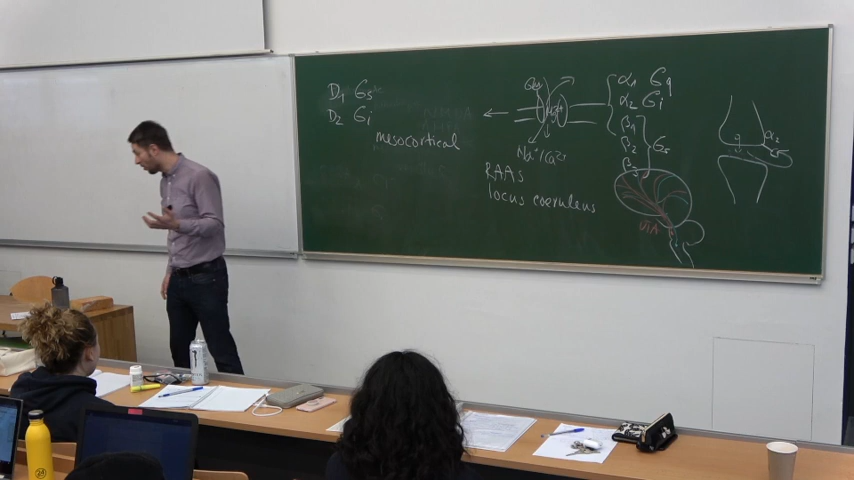 D1 Gs
D2 Gi
mesocortical
Na+/Ca2+
RAAs
locus coeruleus
α1 Gq
α2 Gi
β1
β2 Gs
β3
VTA
α2